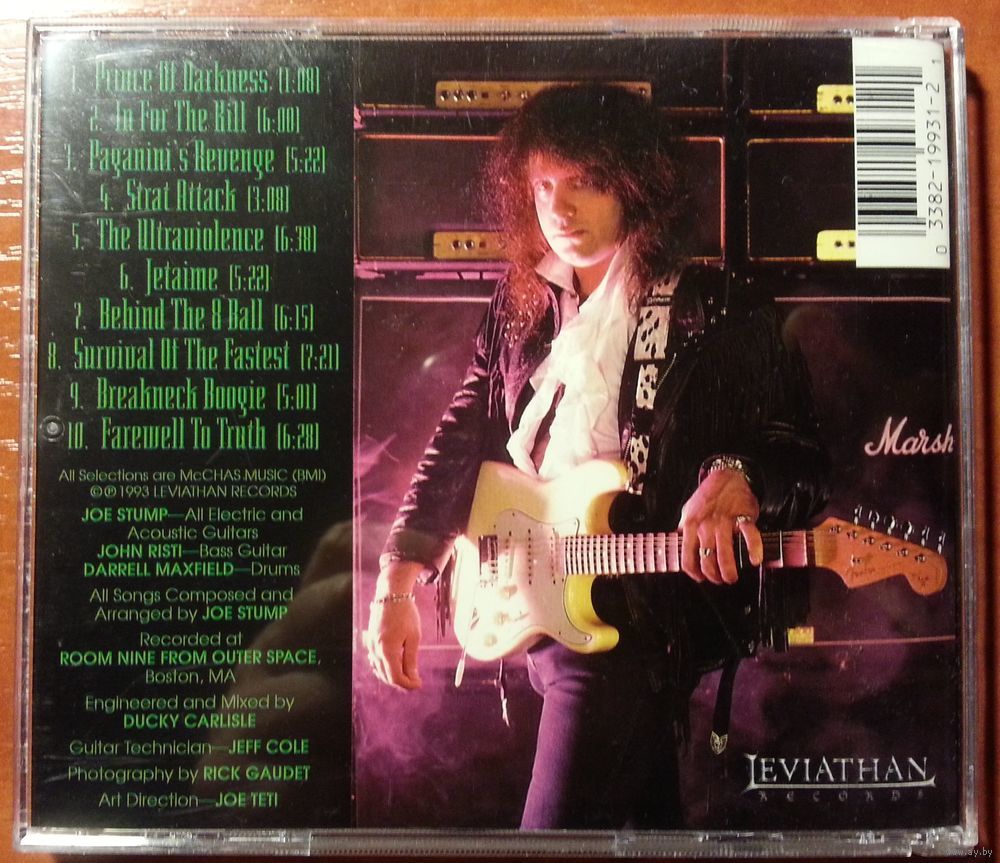 1. Prince Of Darkness (1:08)
2. In For The Kill (6:00)
3. Paganini's Revenge (5:22)
4. Strat Attack (3:08)
5. The Ultraviolence (6:38)
6. Jetaime (5:22)
7. Behind The 8 Ball (6:15)
8. Survival Of The Fastest (7:21)
9. Breakneck Boogie (5:01)
10. Farewell To Truth (6:28)
All Selections are McCHAS MUSIC (BMI)
©℗ 1993 LEVIATHAN RECORDS
JOE STUMP—All Electric and
Acoustic Guitars
JOHN RISTI—Bass Guitar
DARRELL MAXFIELD—Drums
All Songs Composed and
Arranged by JOE STUMP
Recorded at
ROOM NINE FROM OUTER SPACE,
Boston, MA
Engineered and Mixed by
DUCKY CARLISLE
Guitar Technician—JEFF COLE
Photography by RICK GAUDET
Art Direction—JOE TETI
0 3382-19931-2 1
Marsh
Fender
LEVIATHAN
RECORDS
www.ay.by